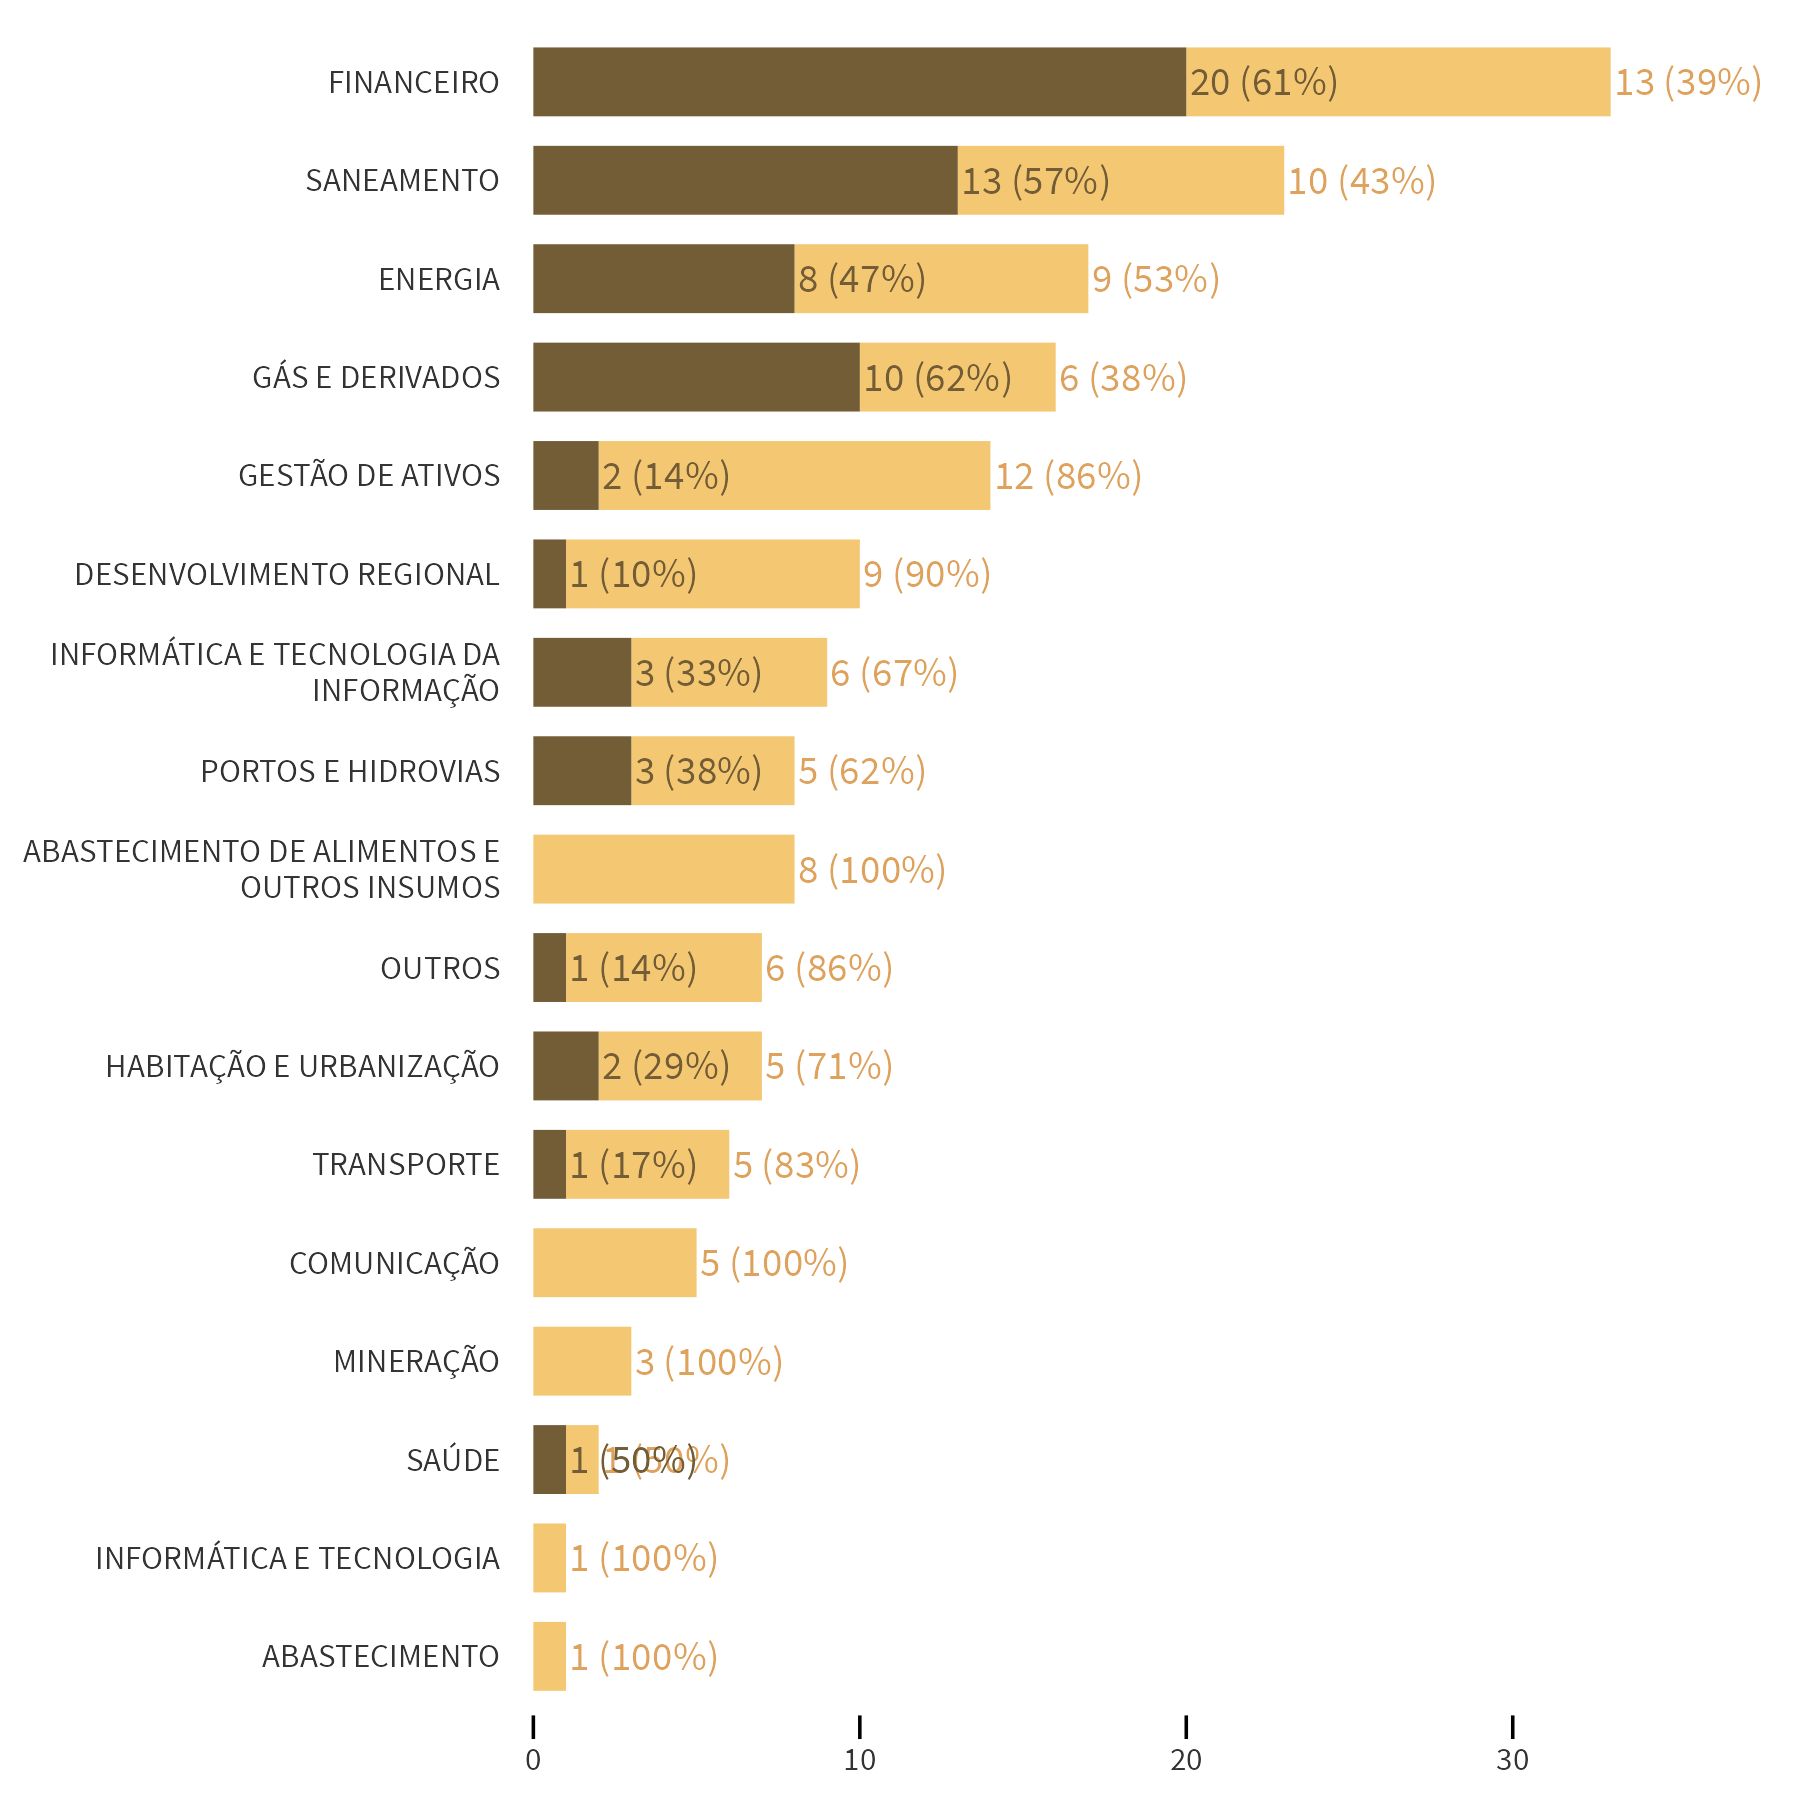 FINANCEIRO 20 (61%) 13 (39%)
SANEAMENTO 13 (57%) 10 (43%)
ENERGIA 8 (47%) 9 (53%)
GÁS E DERIVADOS 10 (62%) 6 (38%)
GESTÃO DE ATIVOS 2 (14%) 12 (86%)
DESENVOLVIMENTO REGIONAL 1 (10%) 9 (90%)
INFORMÁTICA E TECNOLOGIA DA
INFORMAÇÃO 3 (33%) 6 (67%)
PORTOS E HIDROVIAS 3 (38%) 5 (62%)
ABASTECIMENTO DE ALIMENTOS E
OUTROS INSUMOS 8 (100%)
OUTROS 1 (14%) 6 (86%)
HABITAÇÃO E URBANIZAÇÃO 2 (29%) 5 (71%)
TRANSPORTE 1 (17%) 5 (83%)
COMUNICAÇÃO 5 (100%)
MINERAÇÃO 3 (100%)
SAÚDE 1 (50%) 1 (50%)
INFORMÁTICA E TECNOLOGIA 1 (100%)
ABASTECIMENTO 1 (100%)
0 10 20 30